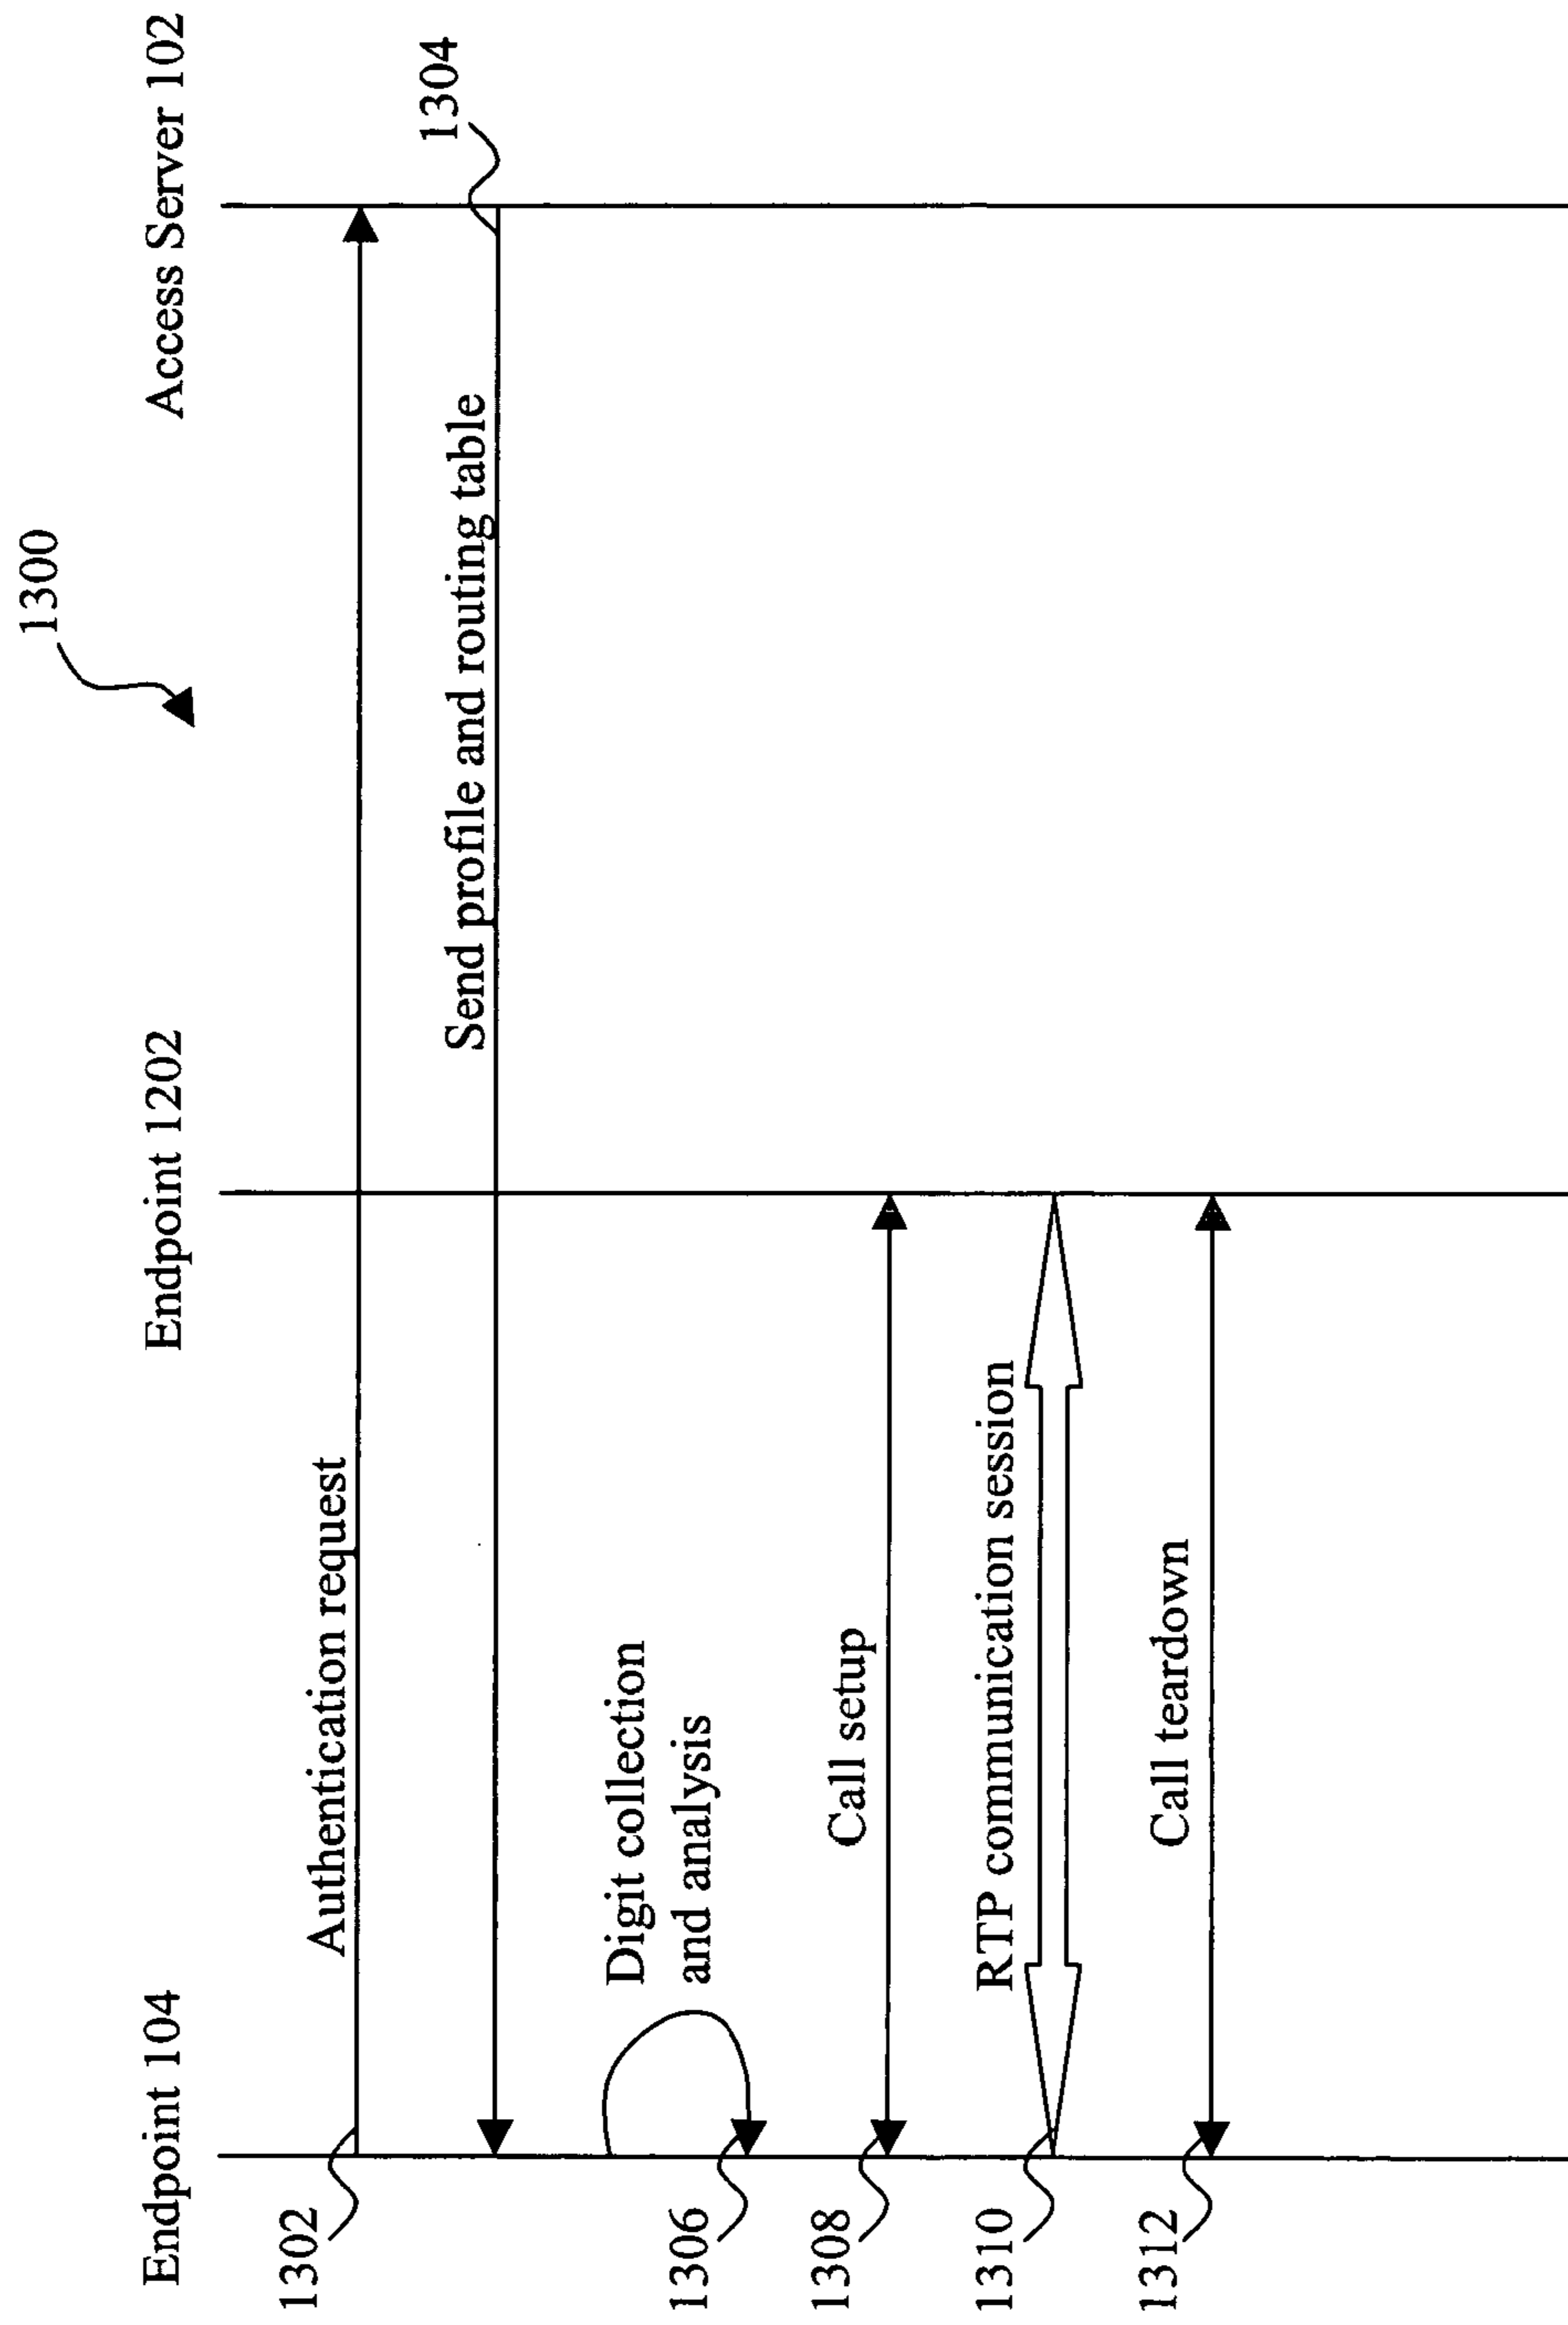 1300
Endpoint 104
Endpoint 1202
Access Server 102
1302
Authentication request
Send profile and routing table
1304
Digit collection
and analysis
1306
Call setup
1308
RTP communication session
1310
Call teardown
1312